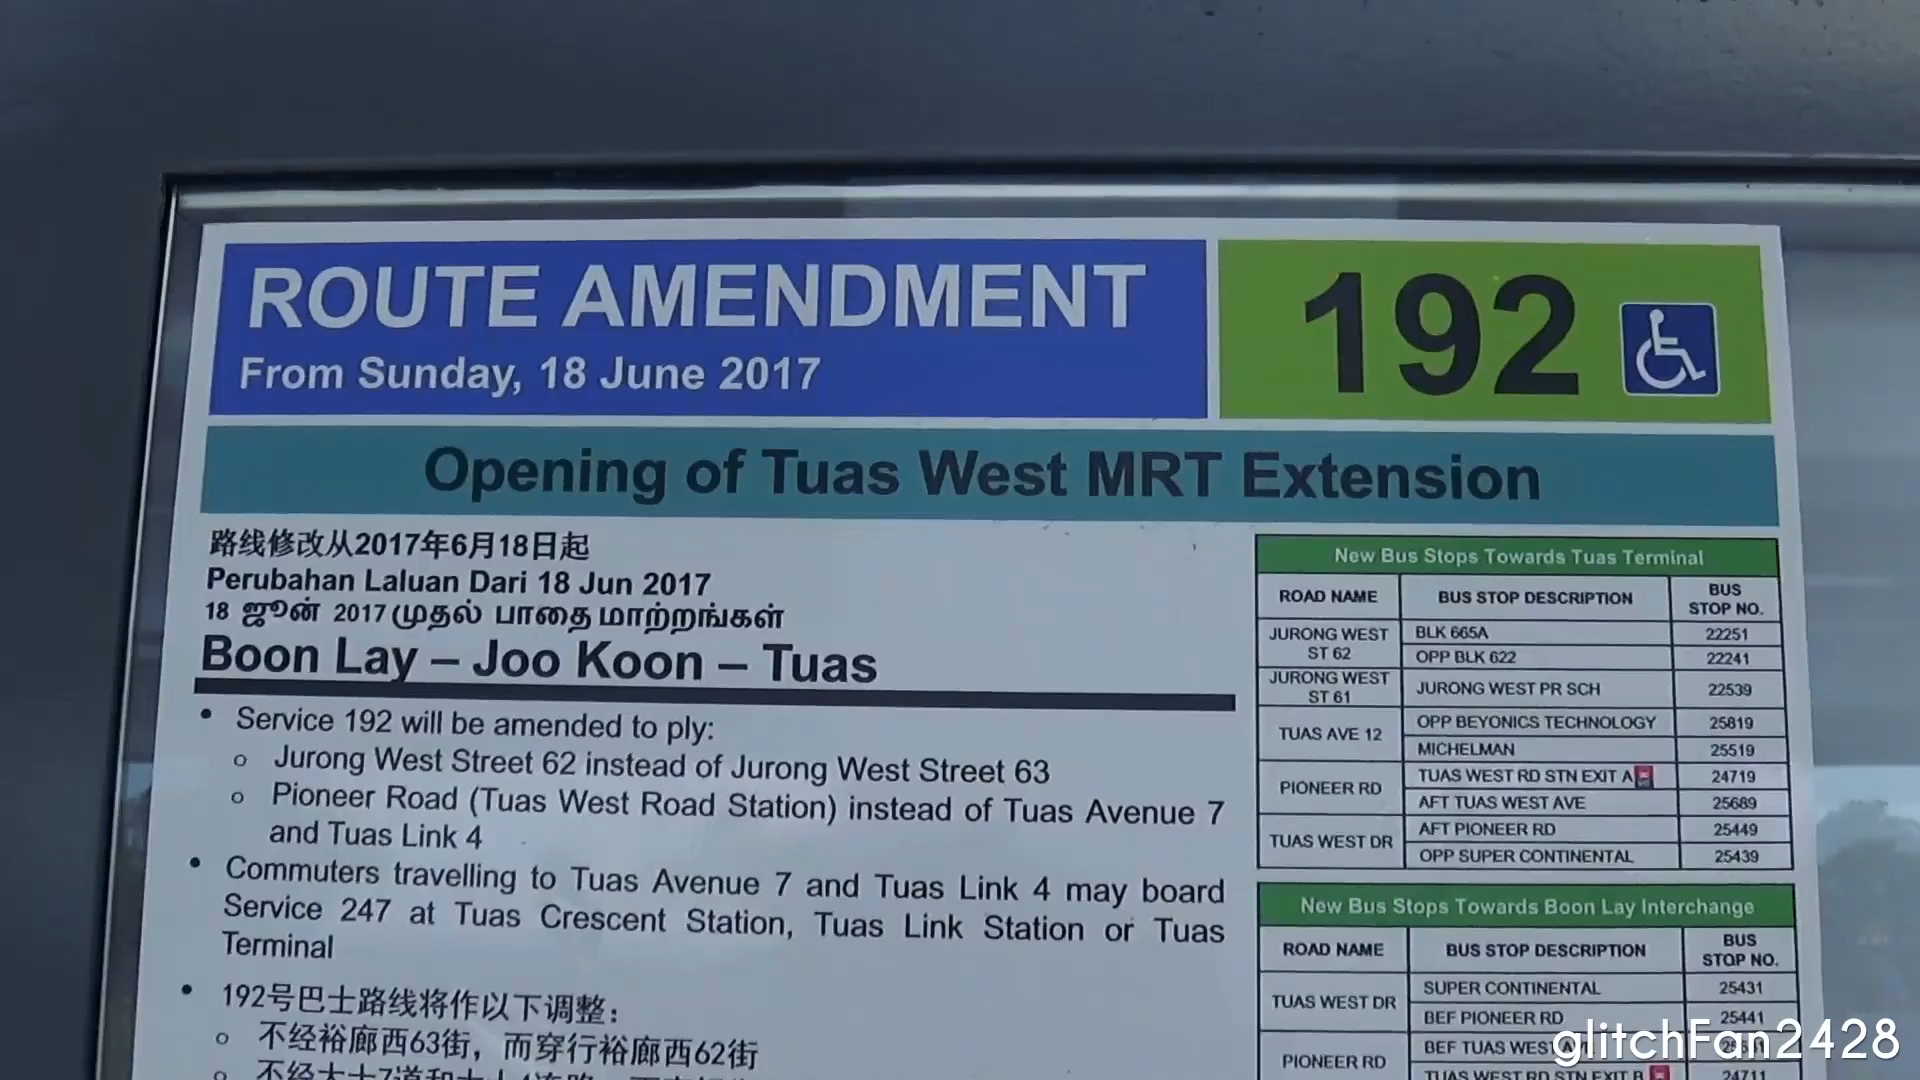 ROUTE AMENDMENT
From Sunday, 18 June 2017
192
Opening of Tuas West MRT Extension
路线修改从2017年6月18日起
Perubahan Laluan Dari 18 Jun 2017
18 ஜூன் 2017 முதல் பாதை மாற்றங்கள்
Boon Lay – Joo Koon – Tuas
• Service 192 will be amended to ply:
o Jurong West Street 62 instead of Jurong West Street 63
o Pioneer Road (Tuas West Road Station) instead of Tuas Avenue 7
and Tuas Link 4
• Commuters travelling to Tuas Avenue 7 and Tuas Link 4 may board
Service 247 at Tuas Crescent Station, Tuas Link Station or Tuas
Terminal
• 192号巴士路线将作以下调整：
o 不经裕廊西63街，而穿行裕廊西62街
New Bus Stops Towards Tuas Terminal
ROAD NAME BUS STOP DESCRIPTION BUS STOP NO.
JURONG WEST ST 62 BLK 665A 22251
OPP BLK 622 22241
JURONG WEST ST 61 JURONG WEST PR SCH 22539
TUAS AVE 12 OPP BEYONICS TECHNOLOGY 25819
MICHELMAN 25519
PIONEER RD TUAS WEST RD STN EXIT A 24719
AFT TUAS WEST AVE 25689
TUAS WEST DR AFT PIONEER RD 25449
OPP SUPER CONTINENTAL 25439
New Bus Stops Towards Boon Lay Interchange
ROAD NAME BUS STOP DESCRIPTION BUS STOP NO.
TUAS WEST DR SUPER CONTINENTAL 25431
BEF PIONEER RD 25441
PIONEER RD BEF TUAS WEST
TUAS WEST RD STN EXIT B 24711
glitchFan2428